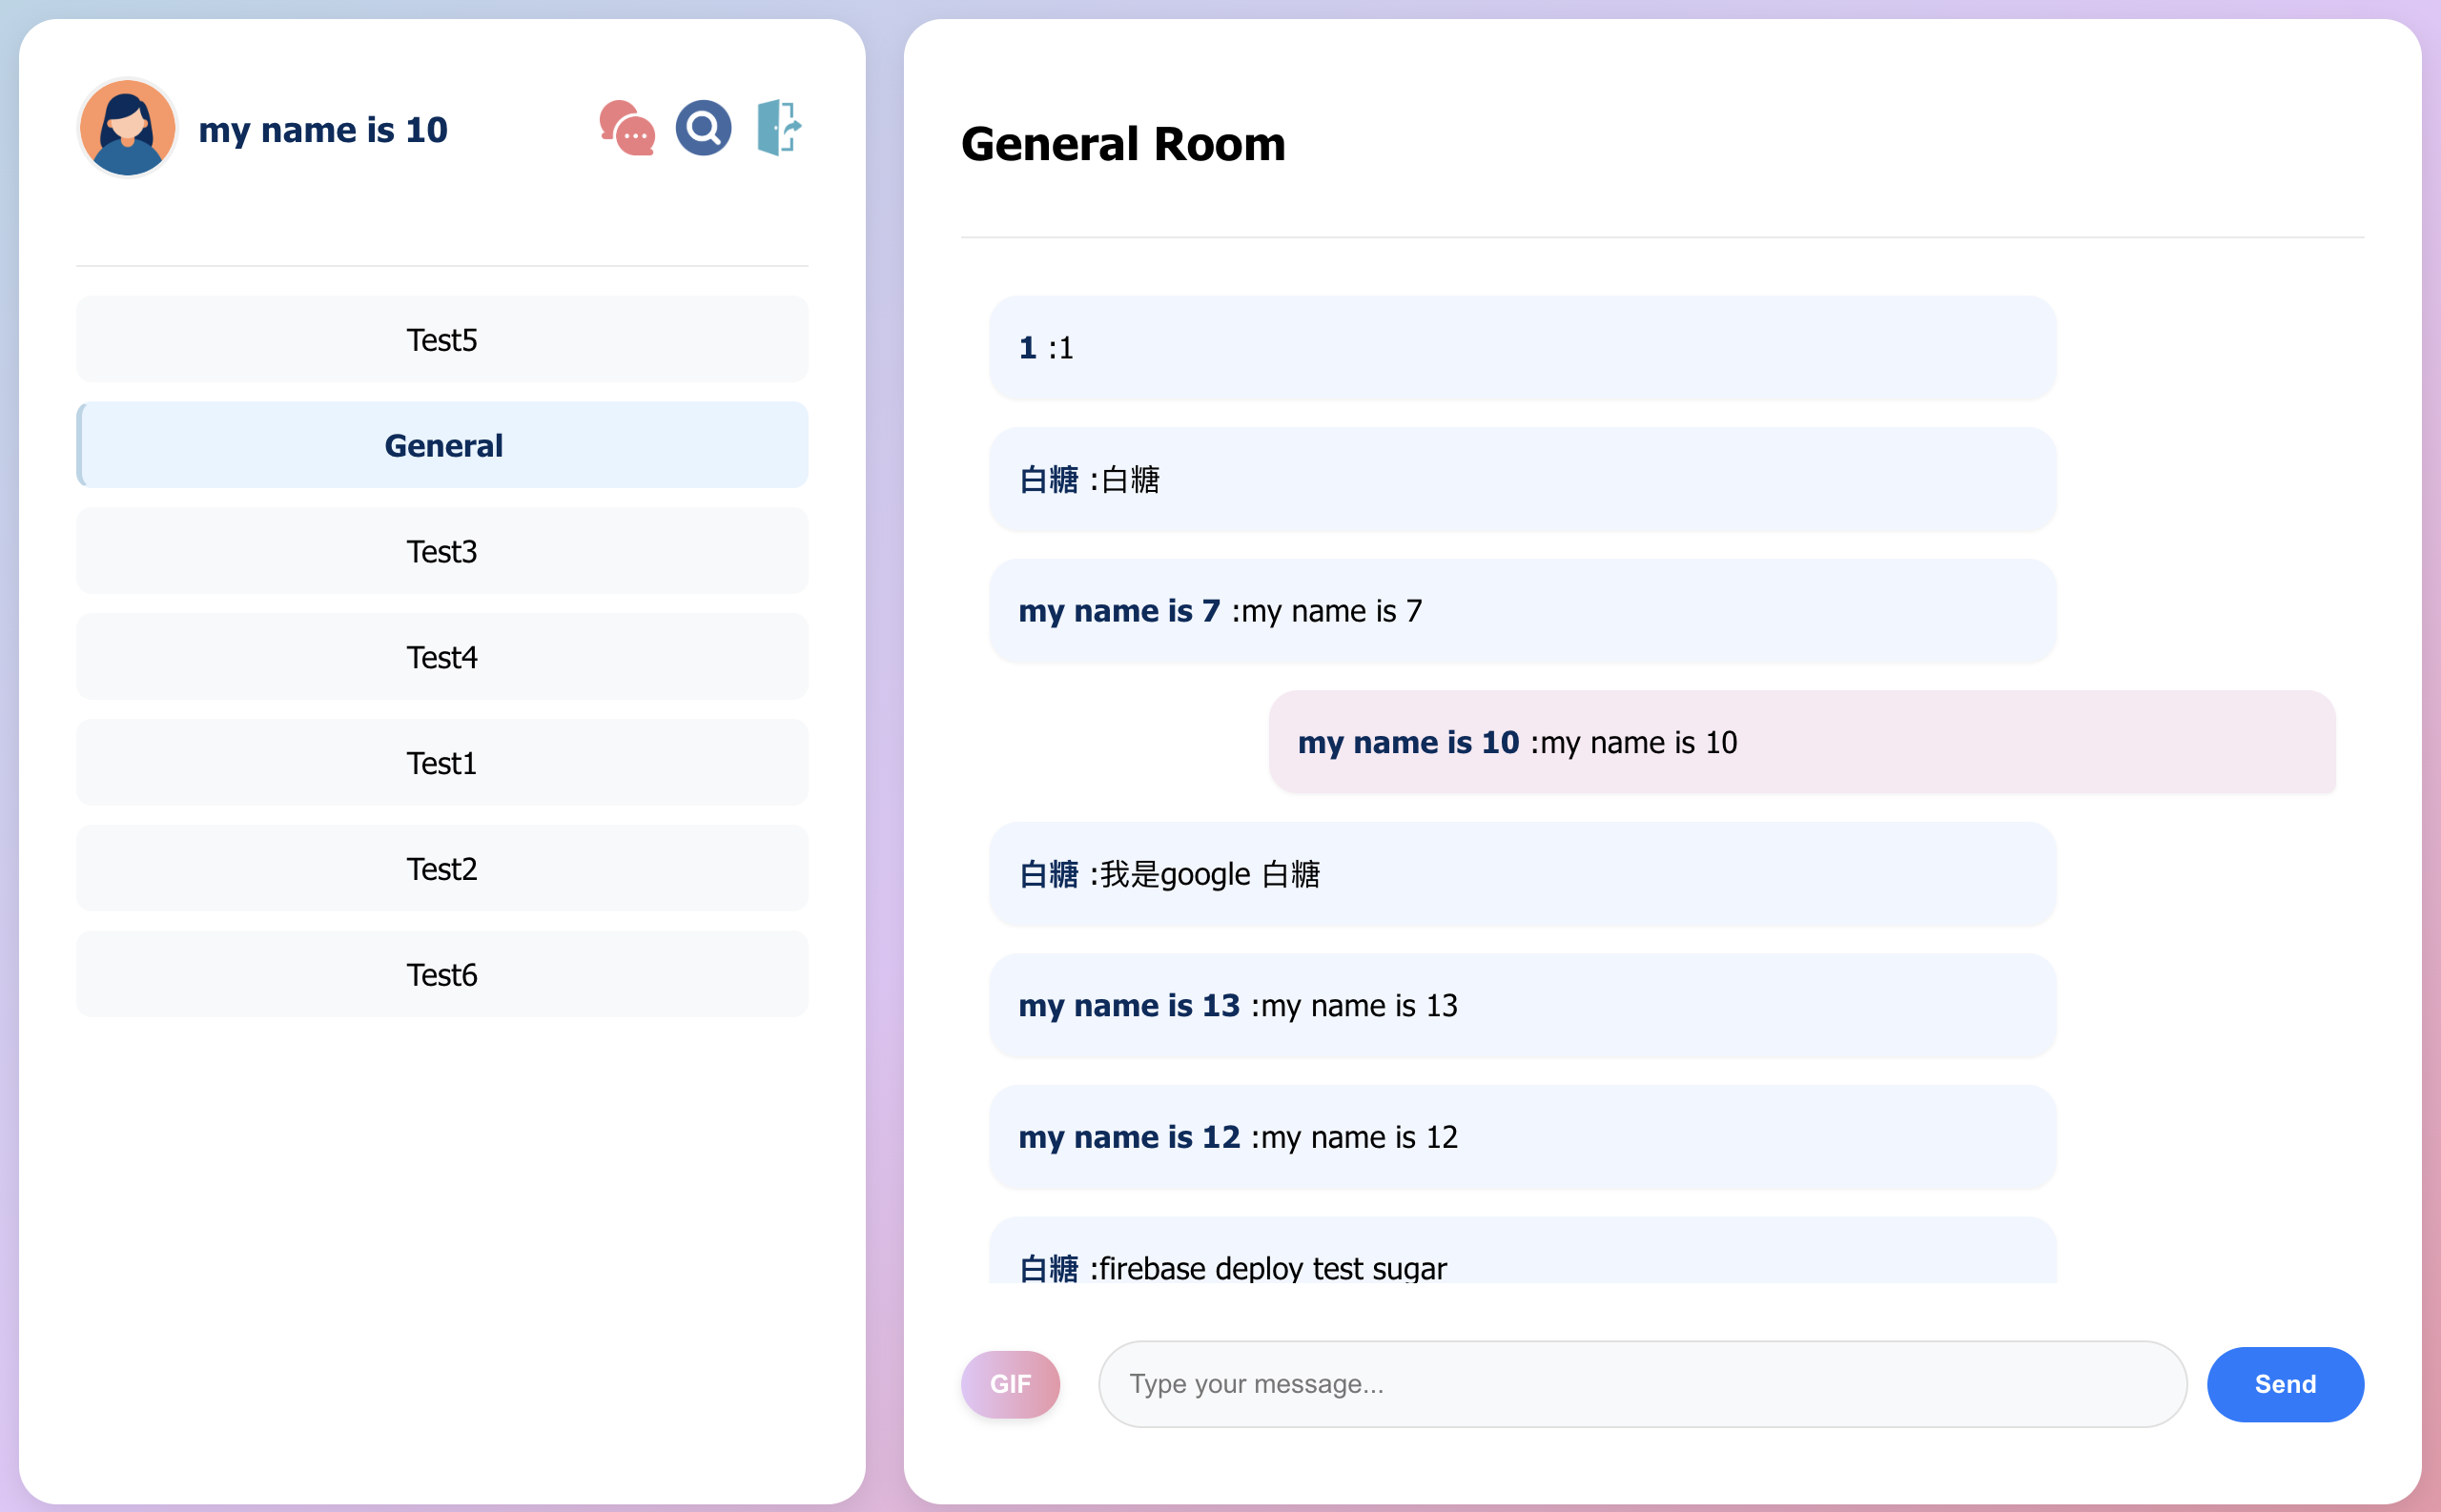 my name is 10
Test5
General
Test3
Test4
Test1
Test2
Test6
General Room
1 :1
白糖 :白糖
my name is 7 :my name is 7
my name is 10 :my name is 10
白糖 :我是google 白糖
my name is 13 :my name is 13
my name is 12 :my name is 12
白糖 :firebase deploy test sugar
GIF
Type your message...
Send